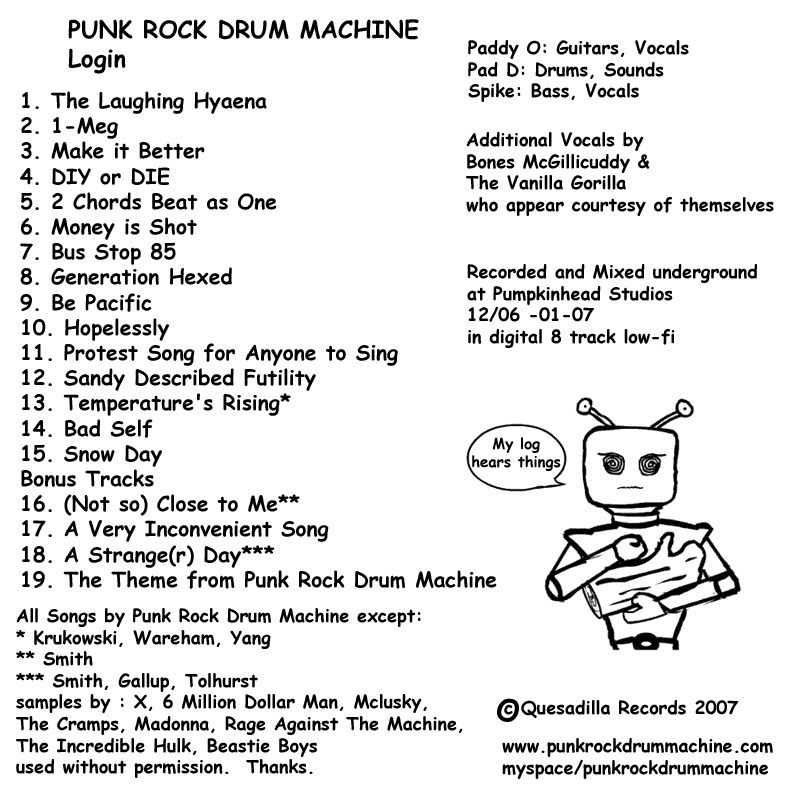 PUNK ROCK DRUM MACHINE
Login
1. The Laughing Hyaena
2. 1-Meg
3. Make it Better
4. DIY or DIE
5. 2 Chords Beat as One
6. Money is Shot
7. Bus Stop 85
8. Generation Hexed
9. Be Pacific
10. Hopelessly
11. Protest Song for Anyone to Sing
12. Sandy Described Futility
13. Temperature's Rising*
14. Bad Self
15. Snow Day
Bonus Tracks
16. (Not so) Close to Me**
17. A Very Inconvenient Song
18. A Strange(r) Day***
19. The Theme from Punk Rock Drum Machine
All Songs by Punk Rock Drum Machine except:
* Krukowski, Wareham, Yang
** Smith
*** Smith, Gallup, Tolhurst
samples by : X, 6 Million Dollar Man, Mclusky,
The Cramps, Madonna, Rage Against The Machine,
The Incredible Hulk, Beastie Boys
used without permission. Thanks.
Paddy O: Guitars, Vocals
Pad D: Drums, Sounds
Spike: Bass, Vocals
Additional Vocals by
Bones McGillicuddy &
The Vanilla Gorilla
who appear courtesy of themselves
Recorded and Mixed underground
at Pumpkinhead Studios
12/06 -01-07
in digital 8 track low-fi
My log
hears things
©Quesadilla Records 2007
www.punkrockdrummachine.com
myspace/punkrockdrummachine